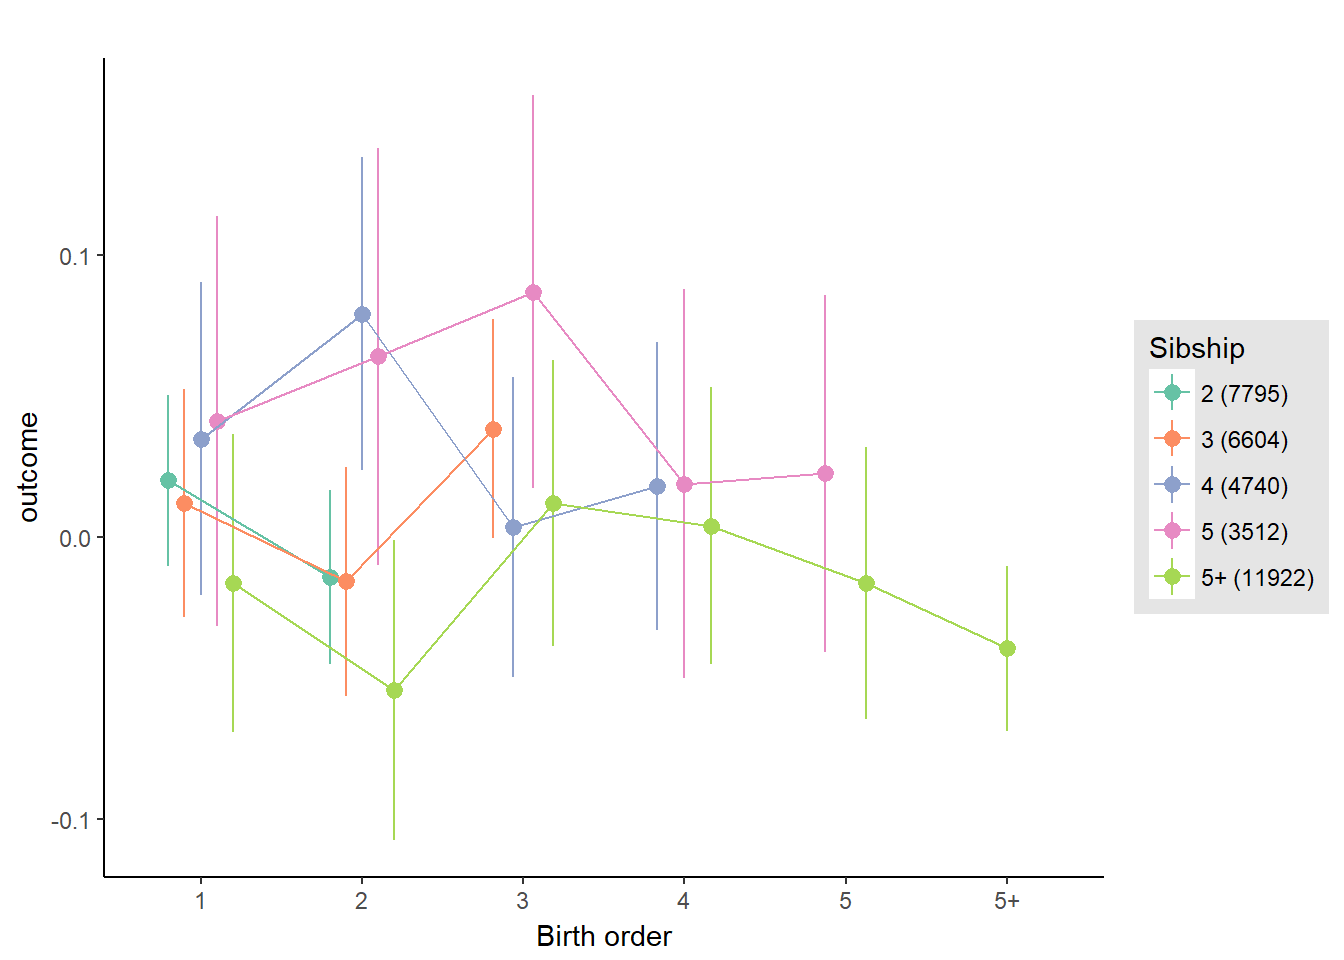 outcome
0.1
0.0
-0.1
1 2 3 4 5 5+
Birth order
Sibship
2 (7795)
3 (6604)
4 (4740)
5 (3512)
5+ (11922)